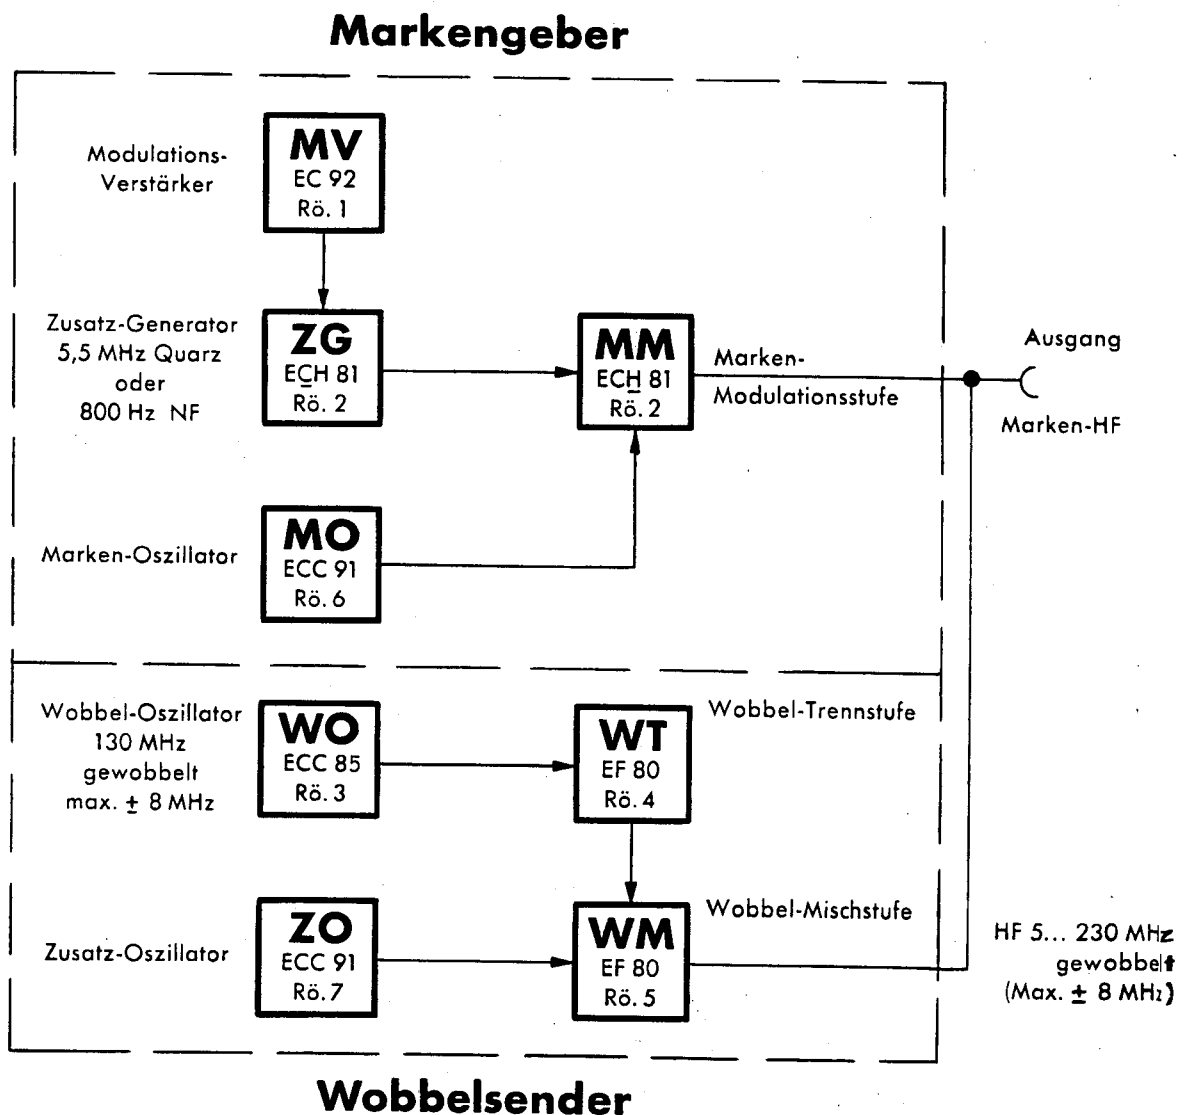 Markengeber
Modulations-
Verstärker
MV
EC 92
Rö. 1
Zusatz-Generator
5,5 MHz Quarz
oder
800 Hz NF
ZG
ECH 81
Rö. 2
MM
ECH 81
Rö. 2
Marken-
Modulationsstufe
Ausgang
Marken-HF
Marken-Oszillator
MO
ECC 91
Rö. 6
Wobbel-Oszillator
130 MHz
gewobbelt
max. ± 8 MHz
WO
ECC 85
Rö. 3
WT
EF 80
Rö. 4
Wobbel-Trennstufe
Zusatz-Oszillator
ZO
ECC 91
Rö. 7
WM
EF 80
Rö. 5
Wobbel-Mischstufe
HF 5... 230 MHz
gewobbelt
(Max. ± 8 MHz)
Wobbelsender